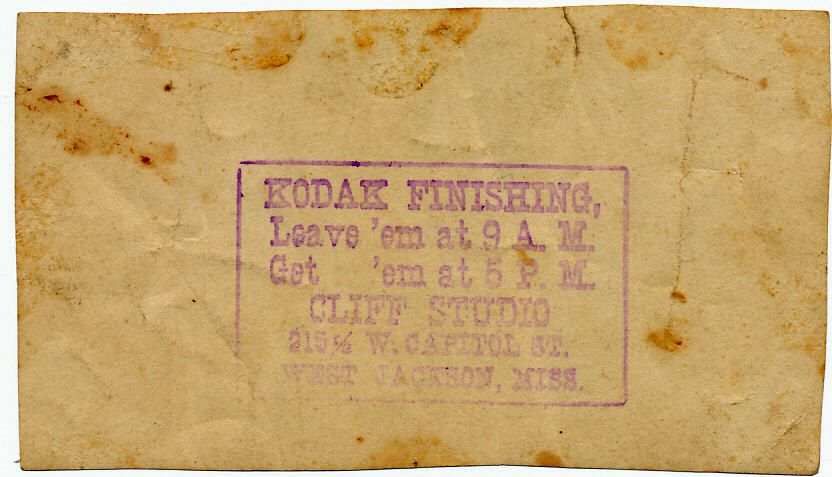 KODAK FINISHING,
Leave 'em at 9 A. M.
Get 'em at 5 P. M.
CLIFF STUDIO
215½ W. CAPITOL ST.
WEST JACKSON, MISS.